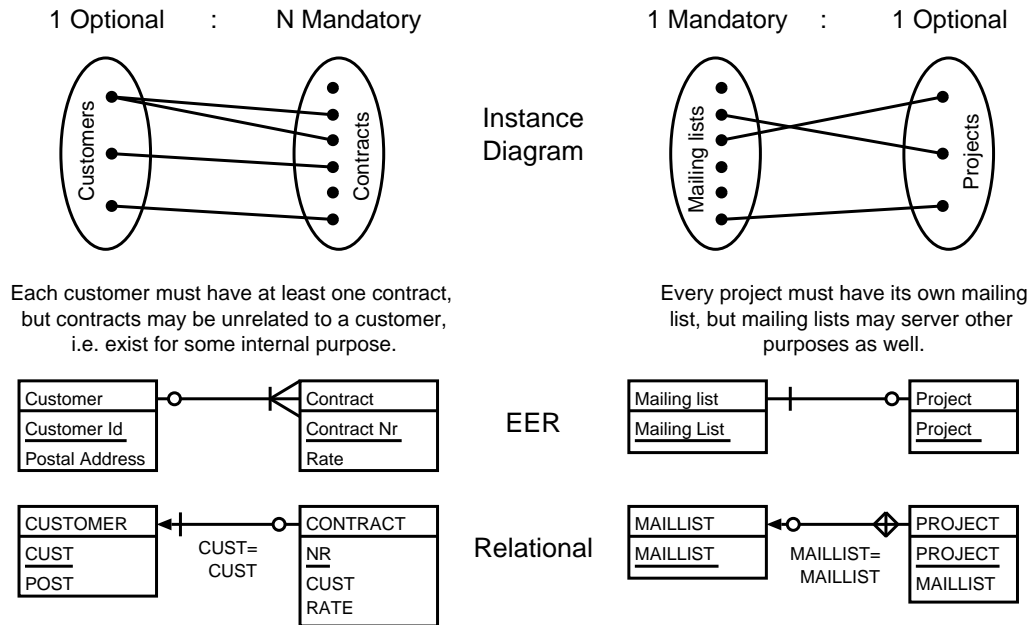 1 Optional : N Mandatory
1 Mandatory : 1 Optional
Customers
Contracts
Instance
Diagram
Mailing lists
Projects
Each customer must have at least one contract,
but contracts may be unrelated to a customer,
i.e. exist for some internal purpose.
Every project must have its own mailing
list, but mailing lists may server other
purposes as well.
Customer
Customer Id
Postal Address
Contract
Contract Nr
Rate
EER
Mailing list
Mailing List
Project
Project
CUSTOMER
CUST
POST
CUST=
CUST
CONTRACT
NR
CUST
RATE
Relational
MAILLIST
MAILLIST
MAILLIST=
MAILLIST
PROJECT
PROJECT
MAILLIST